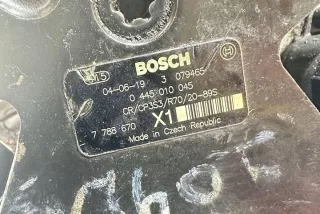 BOSCH
15 04-06-19 3 079465
0 445 010 045
CR/CP3S3/R70/20-89S
7 788 670 X1
Made in Czech Republic